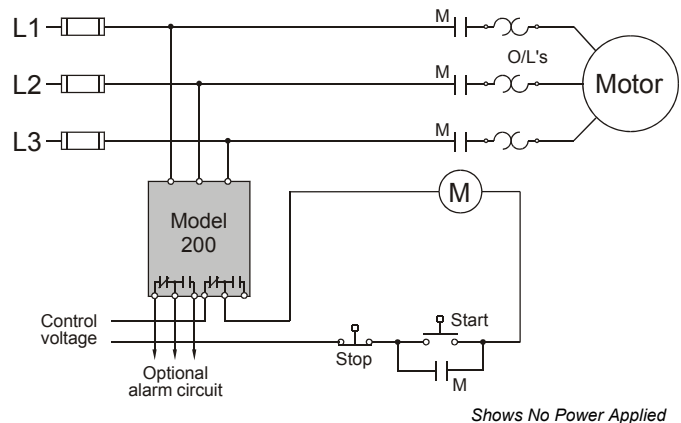 L1
M
O/L's
L2
M
Motor
L3
M
Model
200
M
Control
voltage
Start
Stop
M
Optional
alarm circuit
Shows No Power Applied